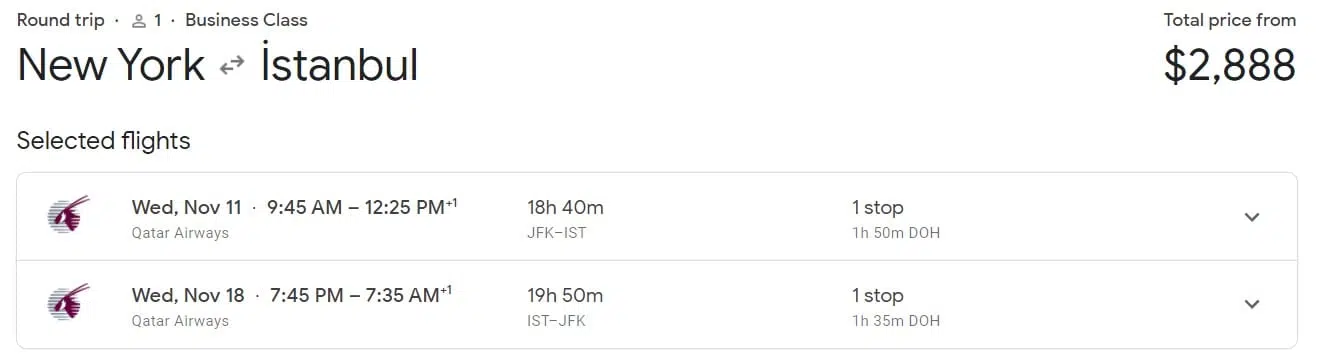 Round trip · 1 · Business Class
Total price from
New York İstanbul
$2,888
Selected flights
Wed, Nov 11 · 9:45 AM – 12:25 PM+1
Qatar Airways
18h 40m
JFK–IST
1 stop
1h 50m DOH
Wed, Nov 18 · 7:45 PM – 7:35 AM+1
Qatar Airways
19h 50m
IST–JFK
1 stop
1h 35m DOH